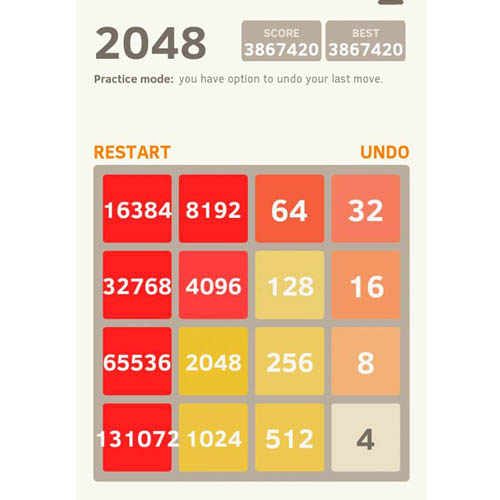 2048
SCORE
3867420
BEST
3867420
Practice mode: you have option to undo your last move.
RESTART UNDO
16384 8192 64 32
32768 4096 128 16
65536 2048 256 8
131072 1024 512 4